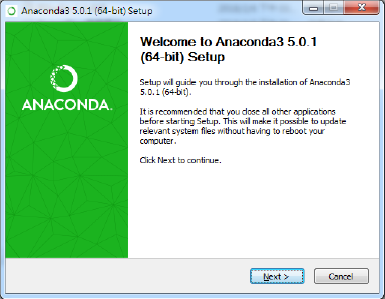 Anaconda3 5.0.1 (64-bit) Setup
ANACONDA.
Welcome to Anaconda3 5.0.1
(64-bit) Setup
Setup will guide you through the installation of Anaconda3
5.0.1 (64-bit).
It is recommended that you close all other applications
before starting Setup. This will make it possible to update
relevant system files without having to reboot your
computer.
Click Next to continue.
Next >
Cancel